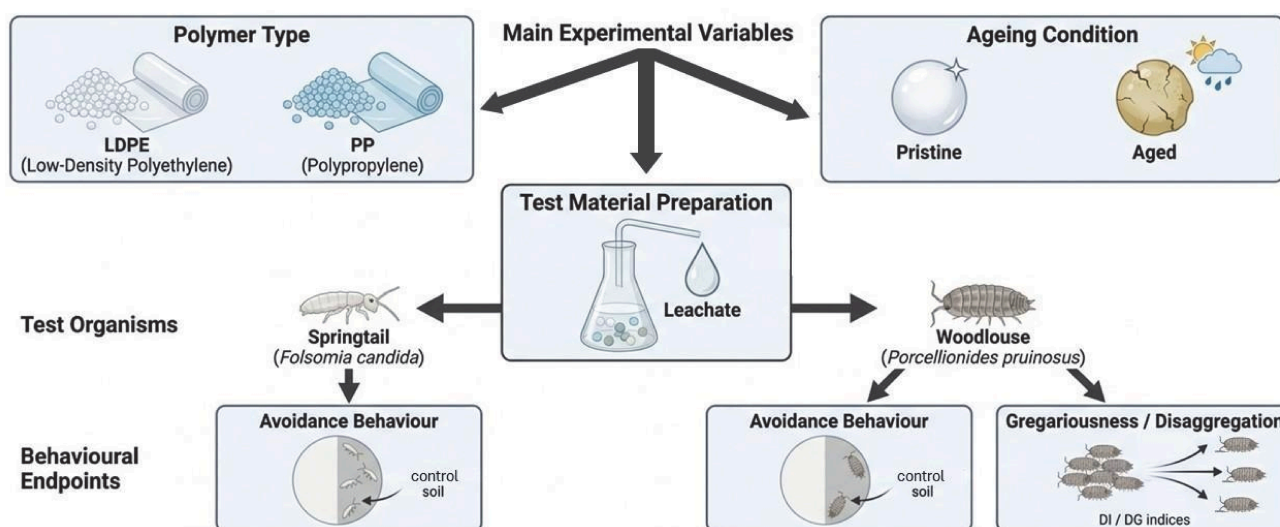 Main Experimental Variables
Polymer Type
LDPE
(Low-Density Polyethylene)
PP
(Polypropylene)
Ageing Condition
Pristine
Aged
Test Material Preparation
Leachate
Test Organisms
Springtail
(Folsomia candida)
Woodlouse
(Porcellionides pruinosus)
Behavioural
Endpoints
Avoidance Behaviour
control
soil
Avoidance Behaviour
control
soil
Gregariousness / Disaggregation
DI / DG indices